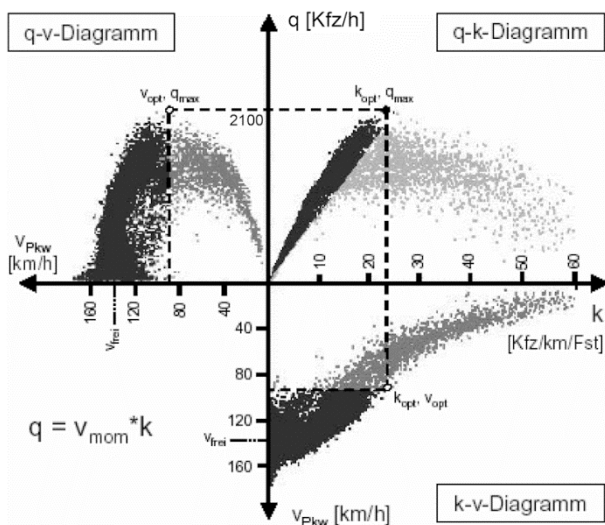 q-v-Diagramm
q [Kfz/h]
q-k-Diagramm
v_opt, q_max
k_opt, q_max
2100
v_Pkw
[km/h]
160
120
80
40
v_frei
10
20
30
40
50
60
k
[Kfz/km/Fst]
40
80
k_opt, v_opt
120
v_frei
160
q = v_mom*k
v_Pkw [km/h]
k-v-Diagramm